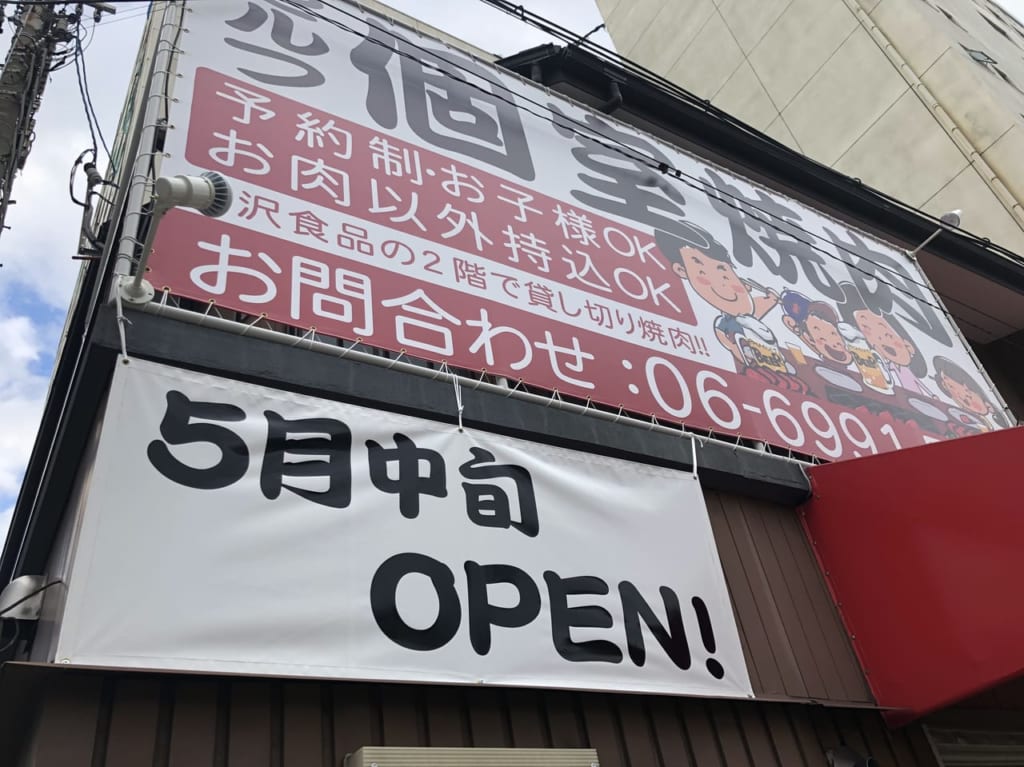 個室焼肉
予約制・お子様OK
お肉以外持込OK
沢食品の2階で貸し切り焼肉!!
お問合わせ:06-6991-
5月中旬
OPEN!